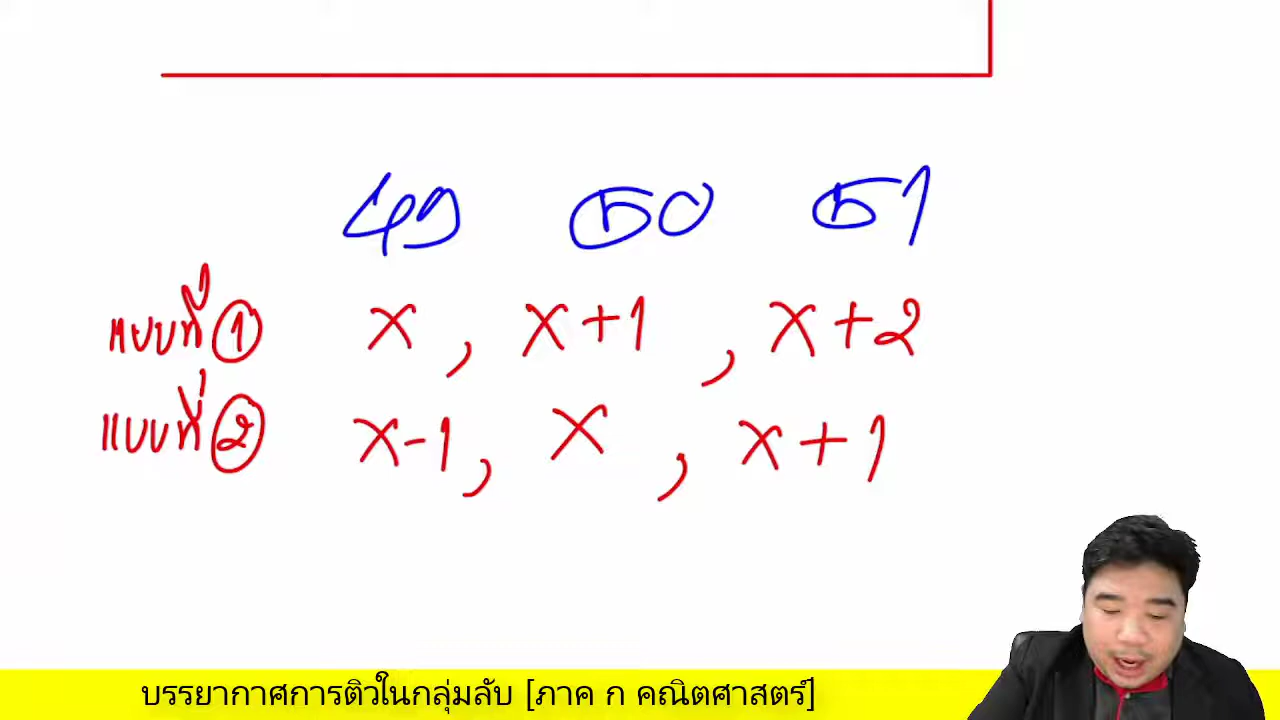 49 50 51
แบบที่ ① x , x+1 , x+2
แบบที่ ② x-1 , x , x+1
บรรยากาศการติวในกลุ่มลับ [ภาค ก คณิตศาสตร์]